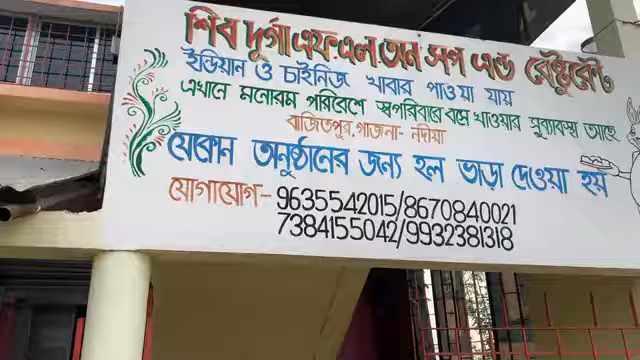 শিব দূর্গা এফ এল অন সপ এন্ড রেষ্টুরেন্ট
ইন্ডিয়ান ও চাইনিজ খাবার পাওয়া যায়
এখানে মনোরম পরিবেশে স্বপরিবারে বসে খাওয়ার সুব্যবস্থা আছে
বাজিতপুর, গাজনা- নদীয়া
যেকোন অনুষ্ঠানের জন্য হল ভাড়া দেওয়া হয়
যোগাযোগ- 9635542015/8670840021
7384155042/9932381318